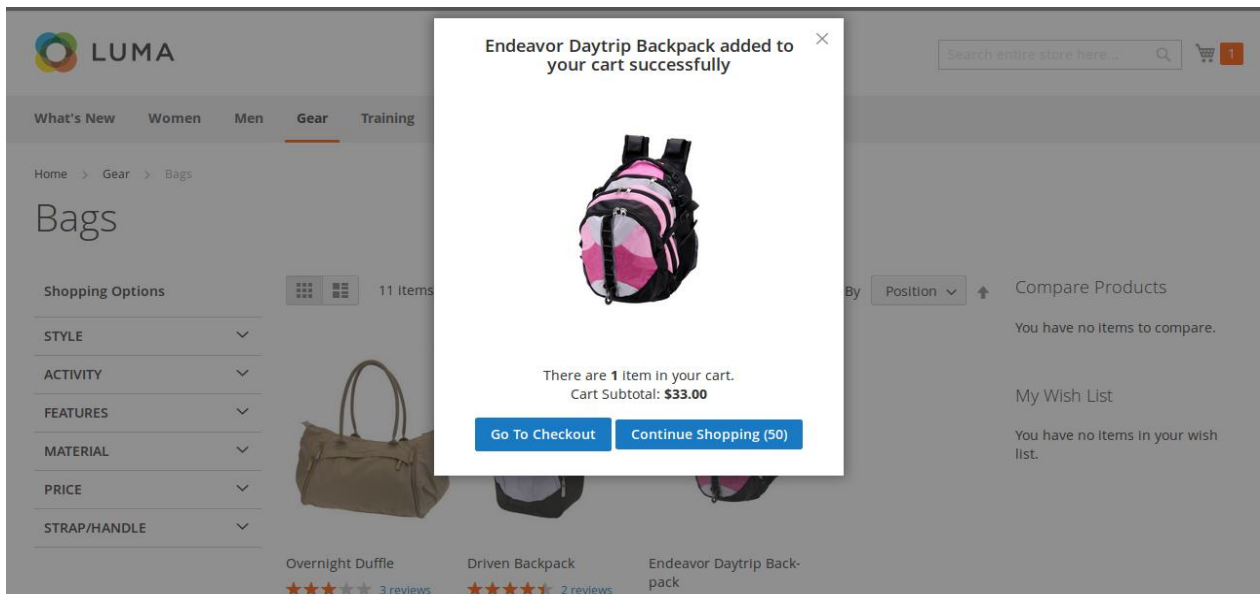 LUMA
Search entire store here...
1
What's New Women Men Gear Training
Home > Gear > Bags
Bags
Endeavor Daytrip Backpack added to
your cart successfully
There are 1 item in your cart.
Cart Subtotal: $33.00
Go To Checkout
Continue Shopping (50)
Shopping Options
STYLE
ACTIVITY
FEATURES
MATERIAL
PRICE
STRAP/HANDLE
11 items
By Position
Overnight Duffle
3 reviews
Driven Backpack
2 reviews
Endeavor Daytrip Back-
pack
Compare Products
You have no items to compare.
My Wish List
You have no items in your wish
list.